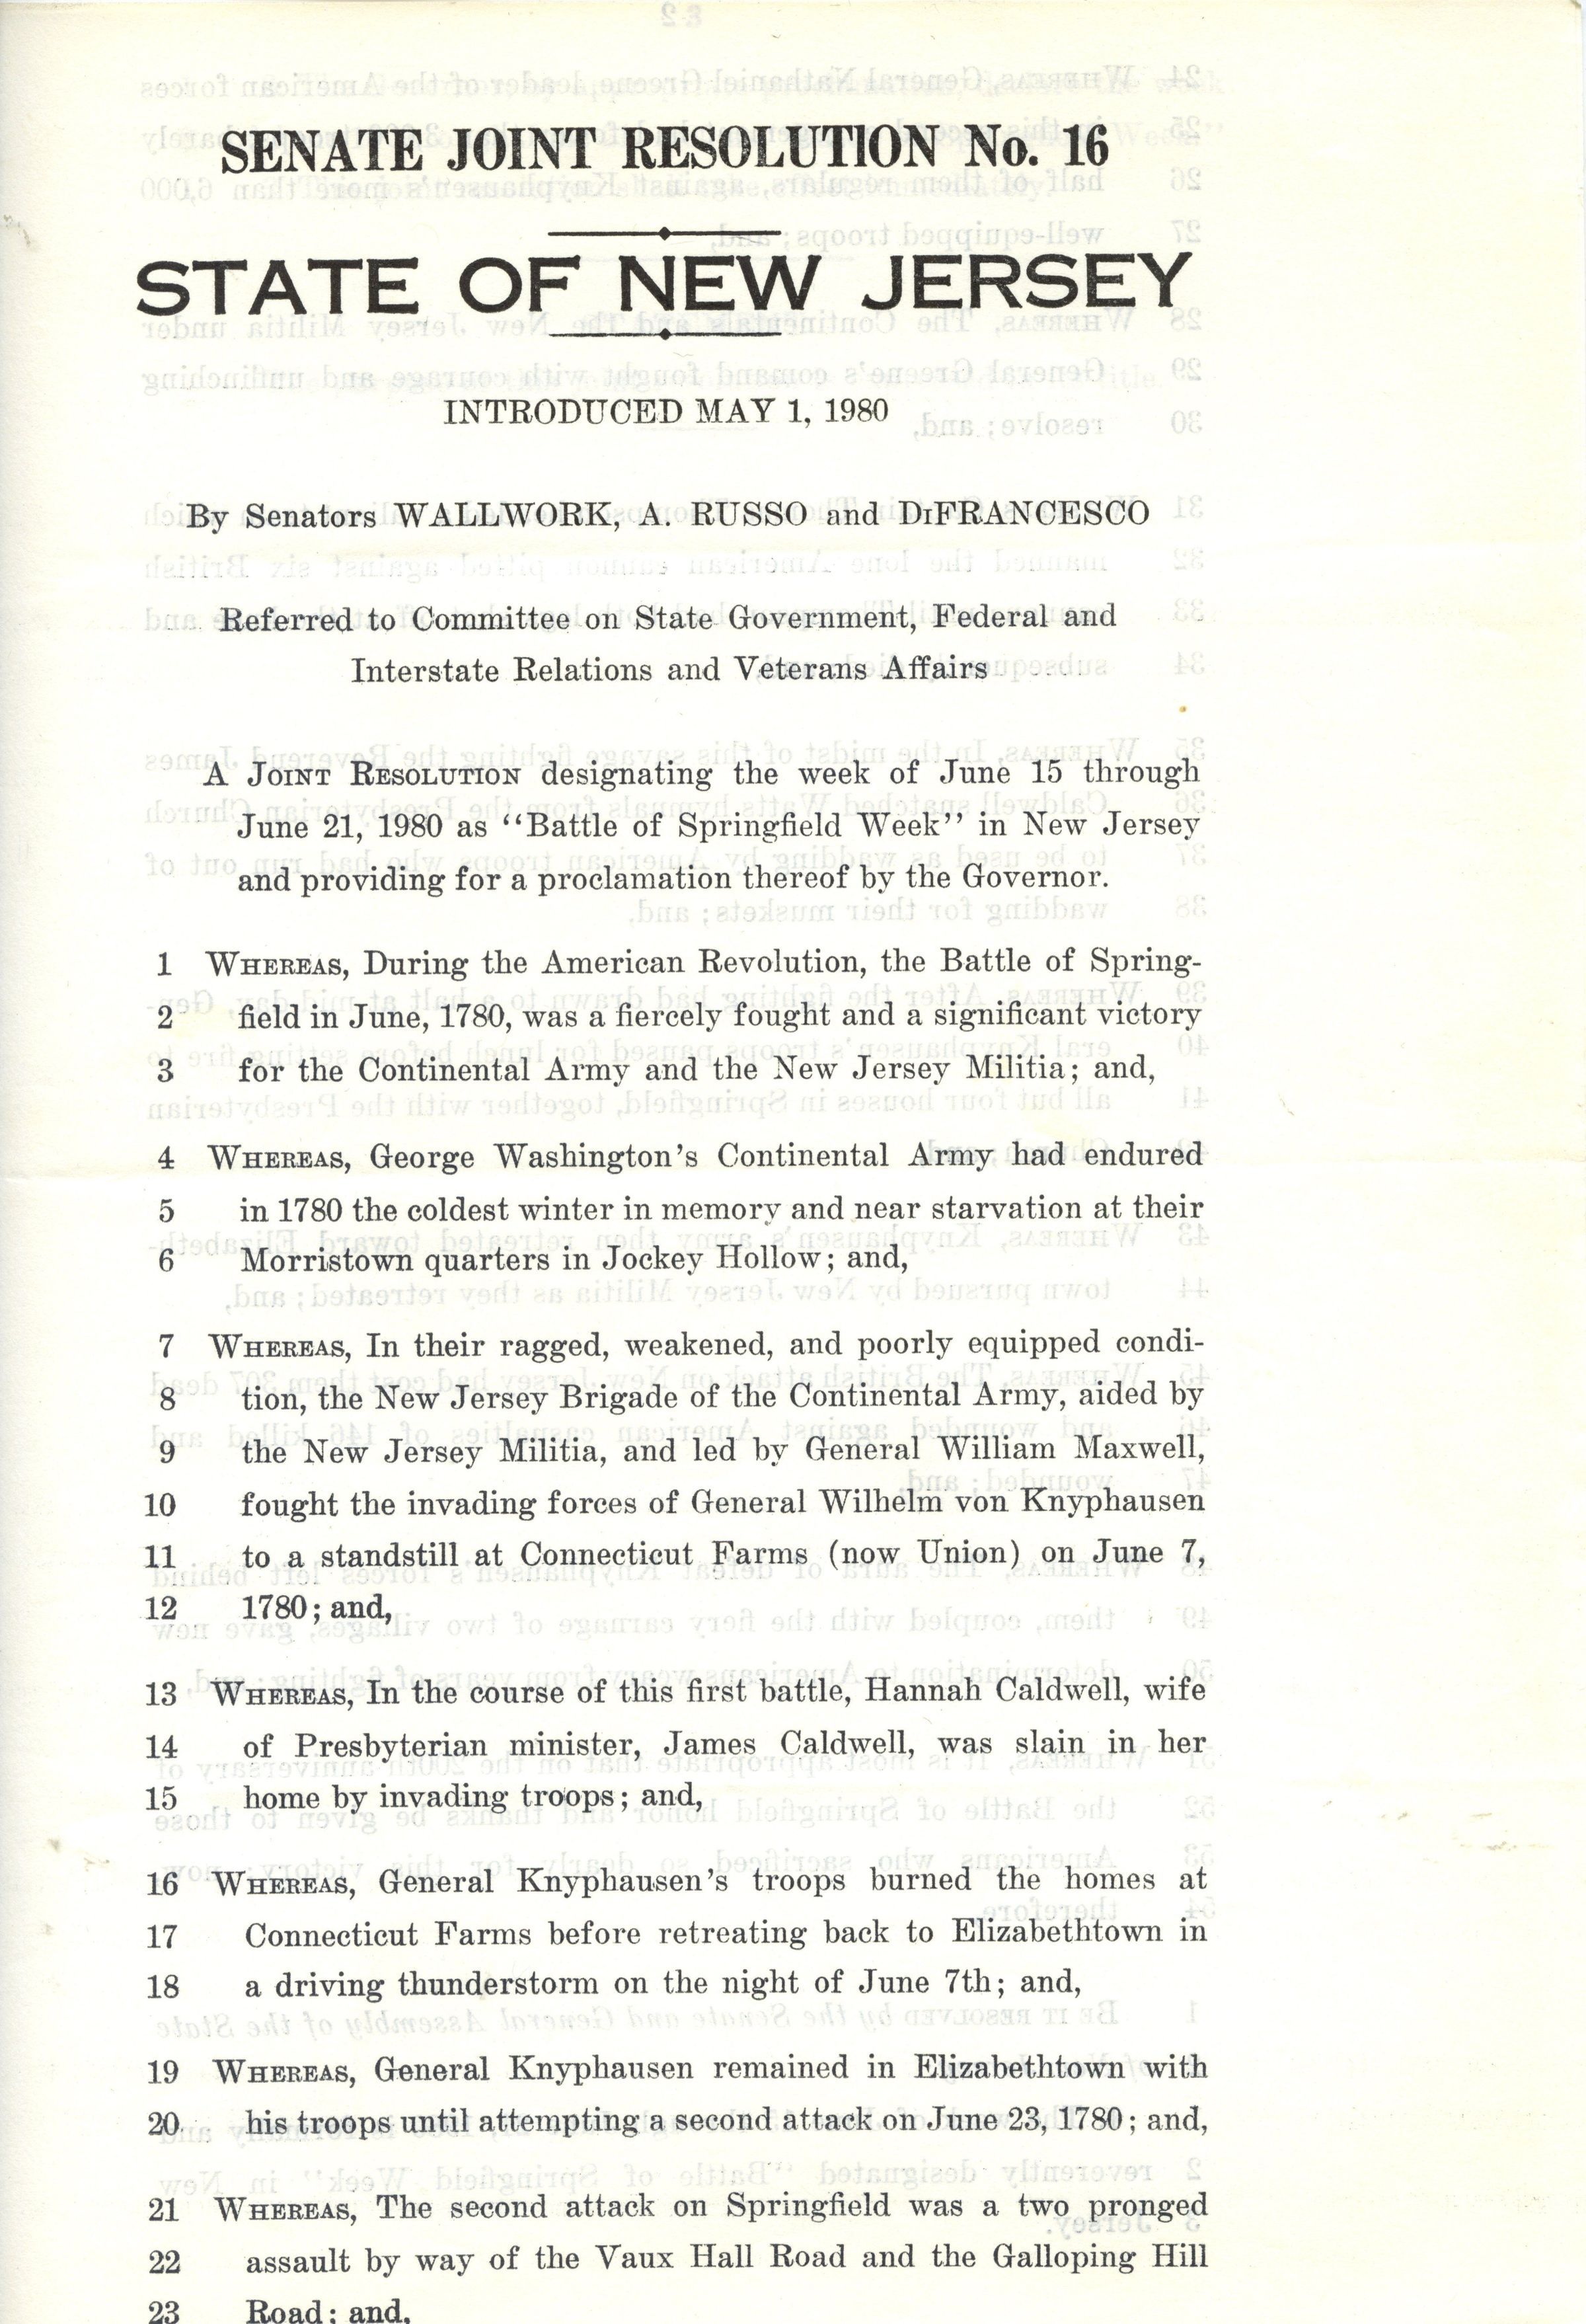 SENATE JOINT RESOLUTION No. 16
STATE OF NEW JERSEY
INTRODUCED MAY 1, 1980
By Senators WALLWORK, A. RUSSO and DiFRANCESCO
Referred to Committee on State Government, Federal and
Interstate Relations and Veterans Affairs
A JOINT RESOLUTION designating the week of June 15 through
June 21, 1980 as “Battle of Springfield Week” in New Jersey
and providing for a proclamation thereof by the Governor.
1 WHEREAS, During the American Revolution, the Battle of Spring-
2 field in June, 1780, was a fiercely fought and a significant victory
3 for the Continental Army and the New Jersey Militia; and,
4 WHEREAS, George Washington’s Continental Army had endured
5 in 1780 the coldest winter in memory and near starvation at their
6 Morristown quarters in Jockey Hollow; and,
7 WHEREAS, In their ragged, weakened, and poorly equipped condi-
8 tion, the New Jersey Brigade of the Continental Army, aided by
9 the New Jersey Militia, and led by General William Maxwell,
10 fought the invading forces of General Wilhelm von Knyphausen
11 to a standstill at Connecticut Farms (now Union) on June 7,
12 1780; and,
13 WHEREAS, In the course of this first battle, Hannah Caldwell, wife
14 of Presbyterian minister, James Caldwell, was slain in her
15 home by invading troops; and,
16 WHEREAS, General Knyphausen’s troops burned the homes at
17 Connecticut Farms before retreating back to Elizabethtown in
18 a driving thunderstorm on the night of June 7th; and,
19 WHEREAS, General Knyphausen remained in Elizabethtown with
20 his troops until attempting a second attack on June 23, 1780; and,
21 WHEREAS, The second attack on Springfield was a two pronged
22 assault by way of the Vaux Hall Road and the Galloping Hill
23 Road; and,